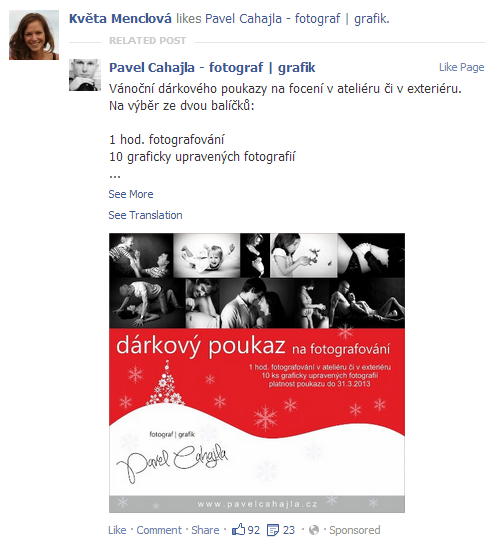 Květa Menclová likes Pavel Cahajla - fotograf | grafik.
RELATED POST
Pavel Cahajla - fotograf | grafik
Like Page
Vánoční dárkového poukazy na focení v ateliéru či v exteriéru.
Na výběr ze dvou balíčků:
1 hod. fotografování
10 graficky upravených fotografií
...
See More
See Translation
dárkový poukaz na fotografování
1 hod. fotografování v ateliéru či v exteriéru
10 ks graficky upravených fotografií
platnost poukazu do 31.3.2013
fotograf | grafik
Pavel Cahajla
www.pavelcahajla.cz
Like · Comment · Share · 92 23 · · Sponsored